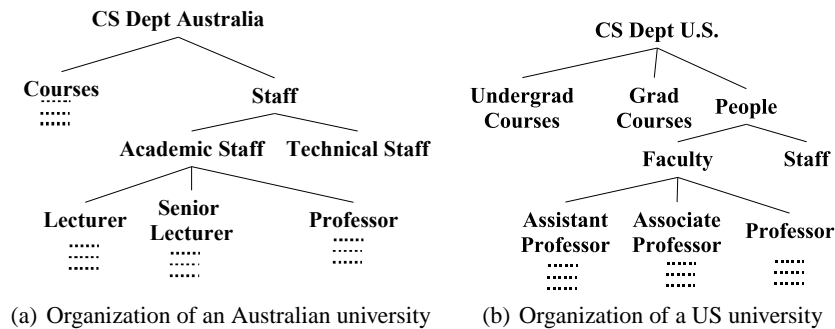 CS Dept Australia
Courses
Staff
Academic Staff
Technical Staff
Lecturer
Senior
Lecturer
Professor
(a) Organization of an Australian university
CS Dept U.S.
Undergrad
Courses
Grad
Courses
People
Faculty
Staff
Assistant
Professor
Associate
Professor
Professor
(b) Organization of a US university